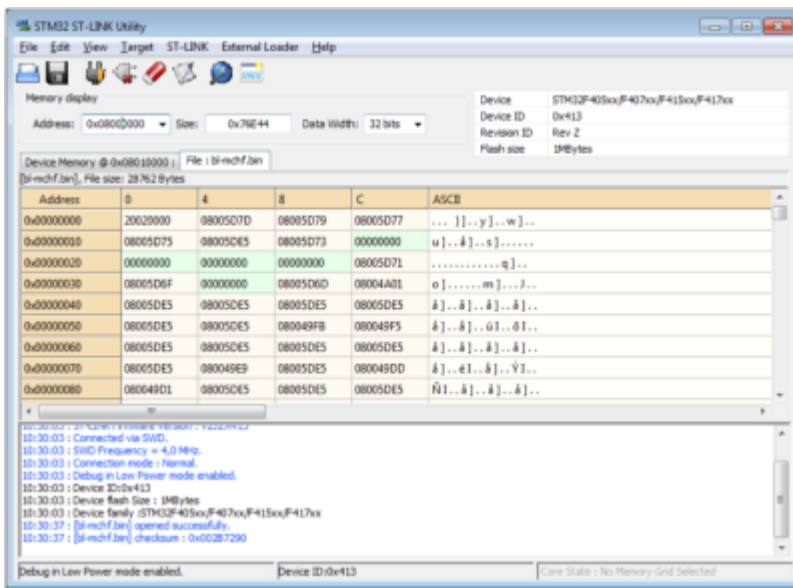 STM32 ST-LINK Utility
File Edit View Target ST-LINK External Loader Help
Memory display
Address: 0x08000000 Size: 0x76E44 Data Width: 32 bits
Device STM32F405xx/F407xx/F415xx/F417xx
Device ID 0x413
Revision ID Rev Z
Flash size 1MBytes
Device Memory @ 0x08010000 : File : bl-mchf.bin
[bl-mchf.bin], File size: 28762 Bytes
Address 0 4 8 C ASCII
0x00000000 20020000 08005D7D 08005D79 08005D77 ... }]..y]..w]..
0x00000010 08005D75 08005DE5 08005D73 00000000 u]..å]..s]......
0x00000020 00000000 00000000 00000000 08005D71 ............q]..
0x00000030 08005D6F 00000000 08005D6D 08004A01 o]......m]...J..
0x00000040 08005DE5 08005DE5 08005DE5 08005DE5 å]..å]..å]..å]..
0x00000050 08005DE5 08005DE5 080049FB 080049F5 å]..å]..ûI..õI..
0x00000060 08005DE5 08005DE5 08005DE5 08005DE5 å]..å]..å]..å]..
0x00000070 08005DE5 080049E9 08005DE5 080049DD å]..éI..å]..ÝI..
0x00000080 080049D1 08005DE5 08005DE5 08005DE5 ÑI..å]..å]..å]..
10:30:03 : Connected via SWD.
10:30:03 : SWD Frequency = 4,0 MHz.
10:30:03 : Connection mode : Normal.
10:30:03 : Debug in Low Power mode enabled.
10:30:03 : Device ID:0x413
10:30:03 : Device flash Size : 1MBytes
10:30:03 : Device family :STM32F405xx/F407xx/F415xx/F417xx
10:30:37 : [bl-mchf.bin] opened successfully.
10:30:37 : [bl-mchf.bin] checksum : 0x002B7290
Debug in Low Power mode enabled. Device ID:0x413 Core State : No Memory Grid Selected